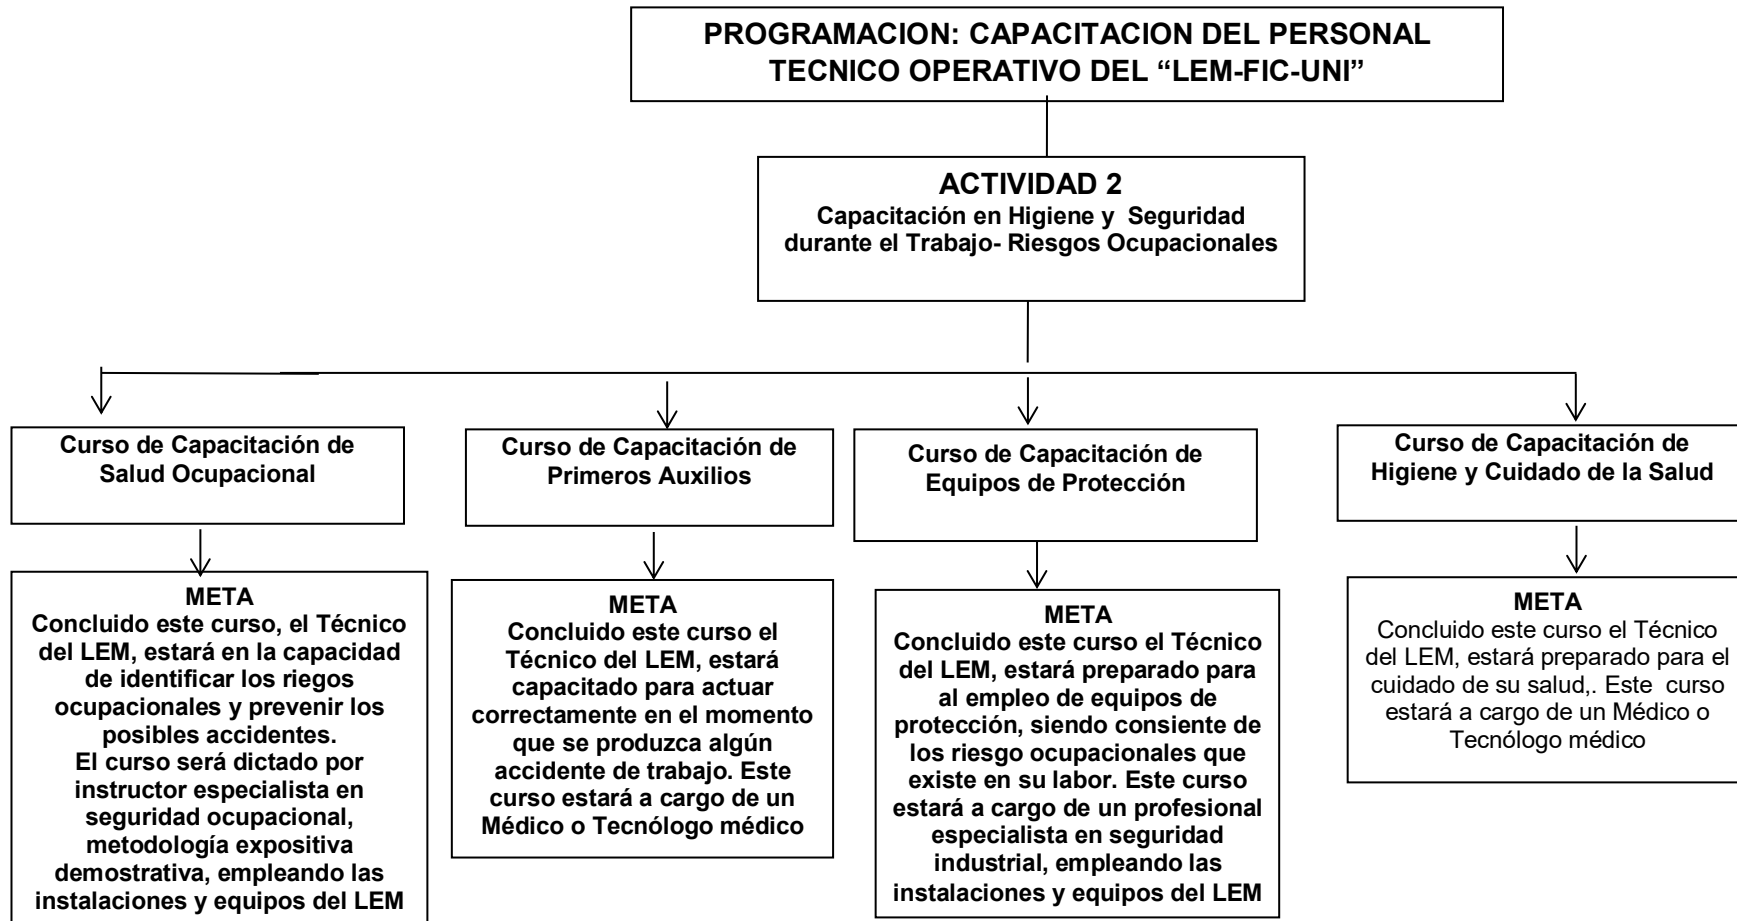 PROGRAMACION: CAPACITACION DEL PERSONAL
TECNICO OPERATIVO DEL “LEM-FIC-UNI”
ACTIVIDAD 2
Capacitación en Higiene y  Seguridad
durante el Trabajo- Riesgos Ocupacionales
Curso de Capacitación de
Salud Ocupacional
Curso de Capacitación de
Primeros Auxilios
Curso de Capacitación de
Equipos de Protección
Curso de Capacitación de
Higiene y Cuidado de la Salud
META
Concluido este curso, el Técnico
del LEM, estará en la capacidad
de identificar los riegos
ocupacionales y prevenir los
posibles accidentes.
El curso será dictado por
instructor especialista en
seguridad ocupacional,
metodología expositiva
demostrativa, empleando las
instalaciones y equipos del LEM
META
Concluido este curso el
Técnico del LEM, estará
capacitado para actuar
correctamente en el momento
que se produzca algún
accidente de trabajo. Este
curso estará a cargo de un
Médico o Tecnólogo médico
META
Concluido este curso el Técnico
del LEM, estará preparado para
al empleo de equipos de
protección, siendo consiente de
los riesgo ocupacionales que
existe en su labor. Este curso
estará a cargo de un profesional
especialista en seguridad
industrial, empleando las
instalaciones y equipos del LEM
META
Concluido este curso el Técnico
del LEM, estará preparado para el
cuidado de su salud,. Este  curso
estará a cargo de un Médico o
Tecnólogo médico